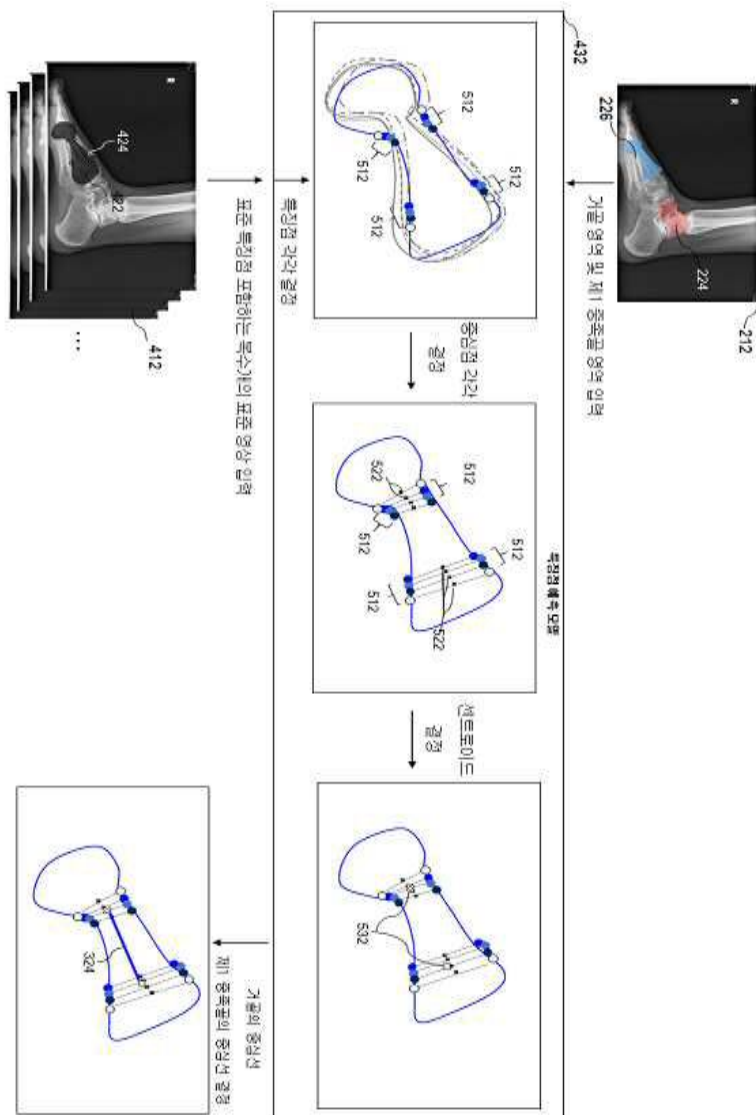 212
R
226
224
거골 영역 및 제1 중족골 영역 입력
432
특징점 예측 모델
512
512
512
512
특징점 각각 결정
중심점 각각
결정
522
512
512
512
512
522
센트로이드
결정
532
표준 특징점 포함하는 복수개의 표준 영상 입력
R
424
422
412
...
거골의 중심선
제1 중족골의 중심선 결정
324